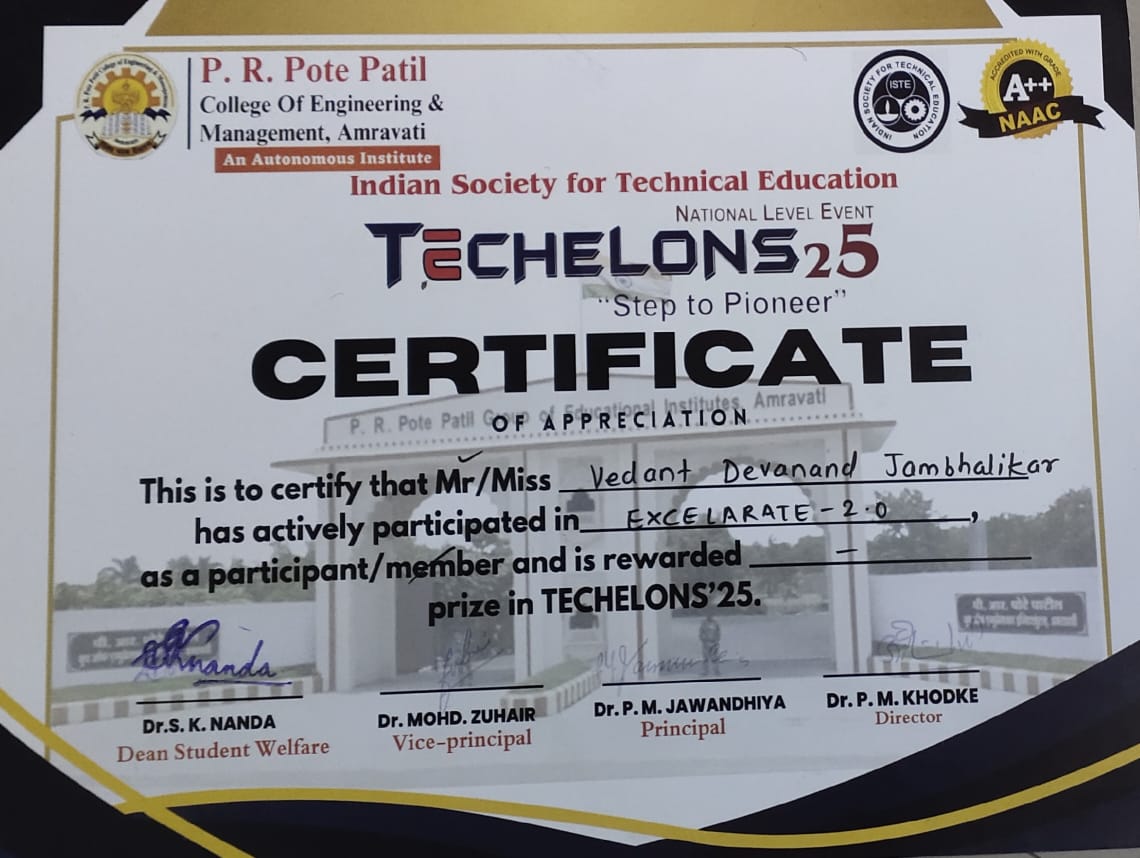 P. R. Pote Patil
College Of Engineering &
Management, Amravati
An Autonomous Institute
INDIAN SOCIETY FOR TECHNICAL EDUCATION
ISTE
ACCREDITED WITH GRADE
A++
NAAC
Indian Society for Technical Education
NATIONAL LEVEL EVENT
TECHELONS25
"Step to Pioneer"
CERTIFICATE
P. R. Pote Patil Group of Educational Institutes, Amravati
OF APPRECIATION
This is to certify that Mr/Miss Vedant Devanand Jambhalikar
has actively participated in EXCELARATE-2.0,
as a participant/member and is rewarded –
prize in TECHELONS'25.
पी. आर. पोटे पाटील
Dr.S. K. NANDA
Dean Student Welfare
Dr. MOHD. ZUHAIR
Vice-principal
Dr. P. M. JAWANDHIYA
Principal
Dr. P. M. KHODKE
Director